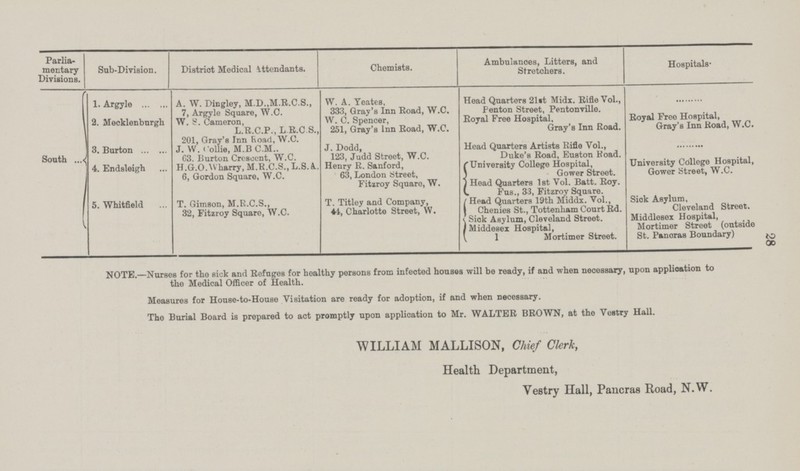 Parlia-
mentary
Divisions.
Sub-Division.
District Medical Attendants.
Chemists.
Ambulances, Litters, and
Stretchers.
Hospitals·
South ...
1. Argyle ... ...
A. W. Dingley, M.D.,M.R.C.S.,
7, Argyle Square, W.C.
W. A. Yeates,
333, Gray's Inn Road, W.C.
Head Quarters 21st Midx. Rifle Vol.,
Penton Street, Pentonville.
.........
2. Mecklenburgh
W. S. Cameron,
L.R.C.P., L.R.C.S.,
201, Gray's Inn Road, W.C.
W. C. Spencer,
251, Gray's Inn Road, W.C.
Royal Free Hospital,
Gray's Inn Road.
Royal Free Hospital,
Gray's Inn Road, W.C.
3. Burton ... ...
J. W. Collie, M.B C.M..
63. Burton Crescent, W.C.
J. Dodd,
123, Judd Street, W.C.
Head Quarters Artists Rifle Vol.,
Duke's Road, Euston Road.
.........
4. Endsleigh ...
H.G.O.Wharry, M.R.C.S., L.S.A.
6, Gordon Square, W.C.
Henry R. Sanford,
63, London Street,
Fitzroy Square, W.
University College Hospital,
Gower Street.
Head Quarters 1st Vol. Batt. Roy.
Fus., 33, Fitzroy Square.
University College Hospital,
Gower Street, W.C.
5. Whitfield ...
T. Gimson, M.R.C.S.,
32, Fitzroy Square, W.C.
T. Titley and Company,
44, Charlotte Street, W.
Head Quarters 19th Middx. Vol.,
Chenies St., Tottenham Court Rd.
Sick Asylum, Cleveland Street.
Middesex Hospital,
1 Mortimer Street.
Sick Asylum,
Cleveland Street.
Middlesex Hospital,
Mortimer Street (outside
St. Pancras Boundary)
28
NOTE.—Nurses for the sick and Refuges for healthy persons from infected houses will be ready, if and when necessary, upon application to
the Medical Officer of Health.
Measures for House-to-House Visitation are ready for adoption, if and when necessary.
The Burial Board is prepared to act promptly upon application to Mr. WALTER BROWN, at the Vestry Hall.
WILLIAM MALLISON, Chief Clerk,
Health Department,
Vestry Hall, Pancras Road, N.W.